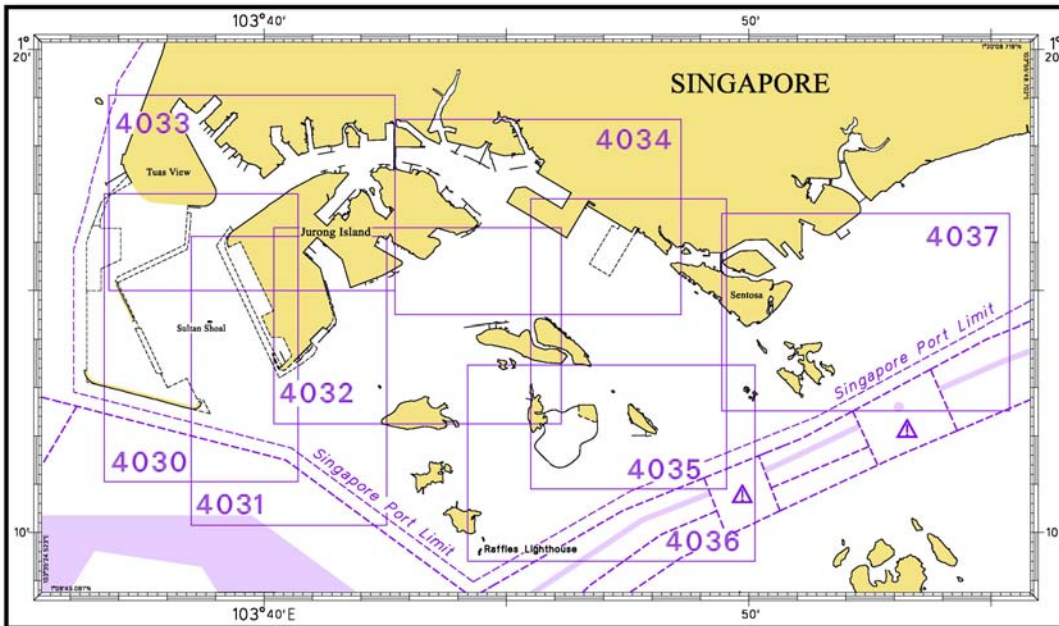 103°40'
50'
1°
20'
1°
20'
SINGAPORE
4033
4034
Tuas View
Jurong Island
4037
Sentosa
Sultan Shoal
Singapore Port Limit
4032
4030
4035
4031
Singapore Port Limit
10'
10'
4036
Raffles Lighthouse
103°40'E
50'